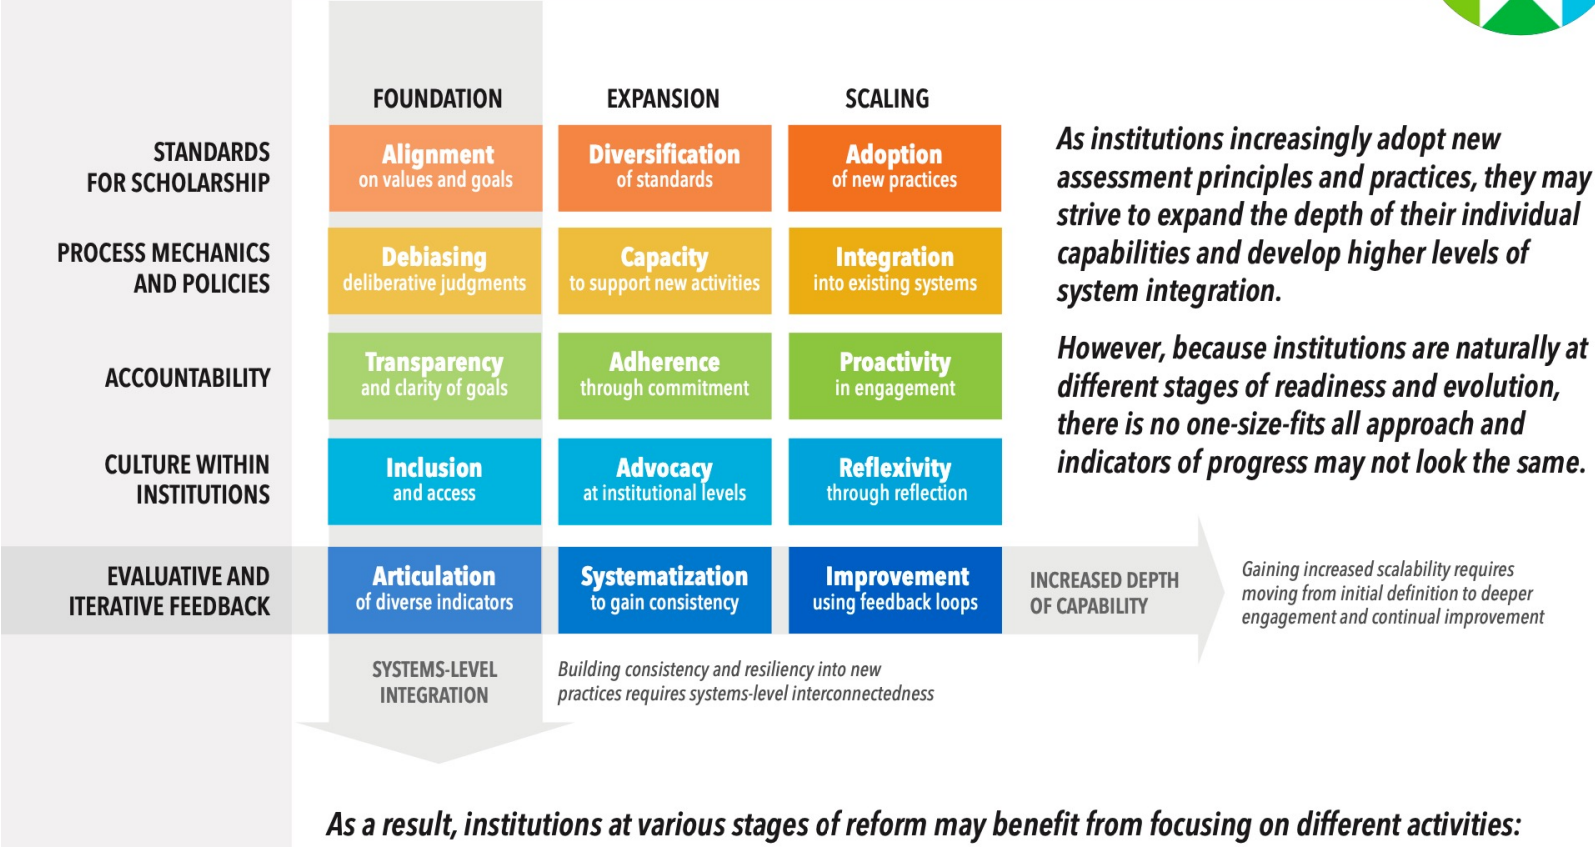 FOUNDATION
EXPANSION
SCALING
STANDARDS
FOR SCHOLARSHIP
Alignment
on values and goals
Diversification
of standards
Adoption
of new practices
PROCESS MECHANICS
AND POLICIES
Debiasing
deliberative judgments
Capacity
to support new activities
Integration
into existing systems
ACCOUNTABILITY
Transparency
and clarity of goals
Adherence
through commitment
Proactivity
in engagement
CULTURE WITHIN
INSTITUTIONS
Inclusion
and access
Advocacy
at institutional levels
Reflexivity
through reflection
EVALUATIVE AND
ITERATIVE FEEDBACK
Articulation
of diverse indicators
Systematization
to gain consistency
Improvement
using feedback loops
INCREASED DEPTH
OF CAPABILITY
Gaining increased scalability requires
moving from initial definition to deeper
engagement and continual improvement
SYSTEMS-LEVEL
INTEGRATION
Building consistency and resiliency into new
practices requires systems-level interconnectedness
As institutions increasingly adopt new
assessment principles and practices, they may
strive to expand the depth of their individual
capabilities and develop higher levels of
system integration.
However, because institutions are naturally at
different stages of readiness and evolution,
there is no one-size-fits all approach and
indicators of progress may not look the same.
As a result, institutions at various stages of reform may benefit from focusing on different activities: